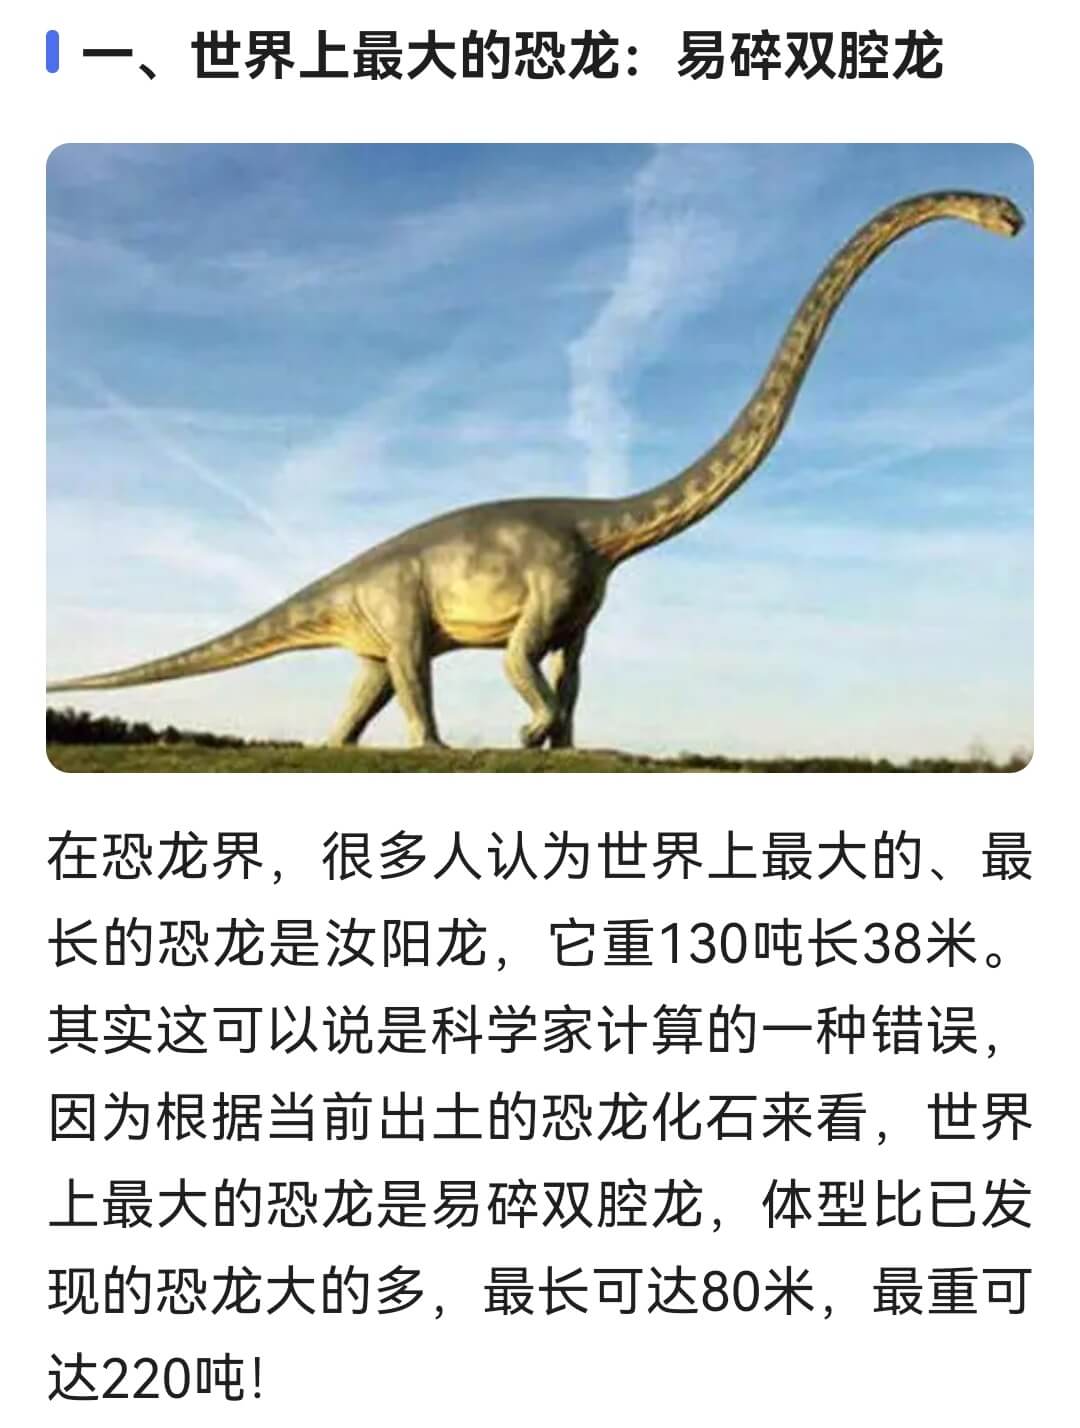 一、世界上最大的恐龙：易碎双腔龙
在恐龙界，很多人认为世界上最大的、最
长的恐龙是汝阳龙，它重130吨长38米。
其实这可以说是科学家计算的一种错误，
因为根据当前出土的恐龙化石来看，世界
上最大的恐龙是易碎双腔龙，体型比已发
现的恐龙大的多，最长可达80米，最重可
达220吨！